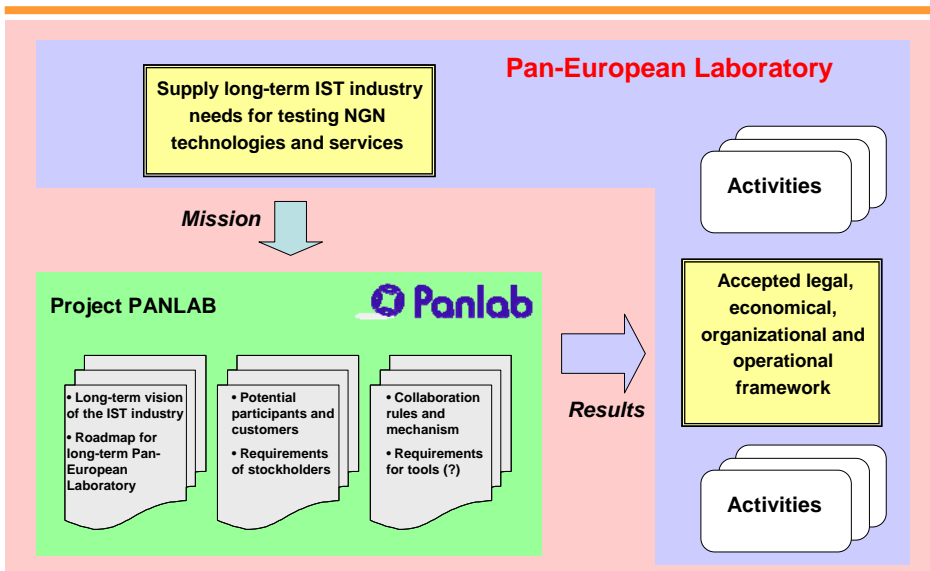 Pan-European Laboratory
Supply long-term IST industry
needs for testing NGN
technologies and services
Activities
Mission
Accepted legal,
economical,
organizational and
operational
framework
Project PANLAB
Panlab
• Long-term vision
of the IST industry
• Roadmap for
long-term Pan-
European
Laboratory
• Potential
participants and
customers
• Requirements
of stockholders
• Collaboration
rules and
mechanism
• Requirements
for tools (?)
Results
Activities